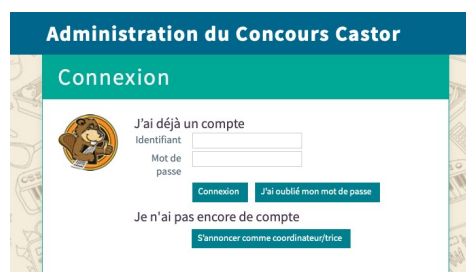 Administration du Concours Castor
Connexion
J'ai déjà un compte
Identifiant
Mot de
passe
Connexion J'ai oublié mon mot de passe
Je n'ai pas encore de compte
S'annoncer comme coordinateur/trice